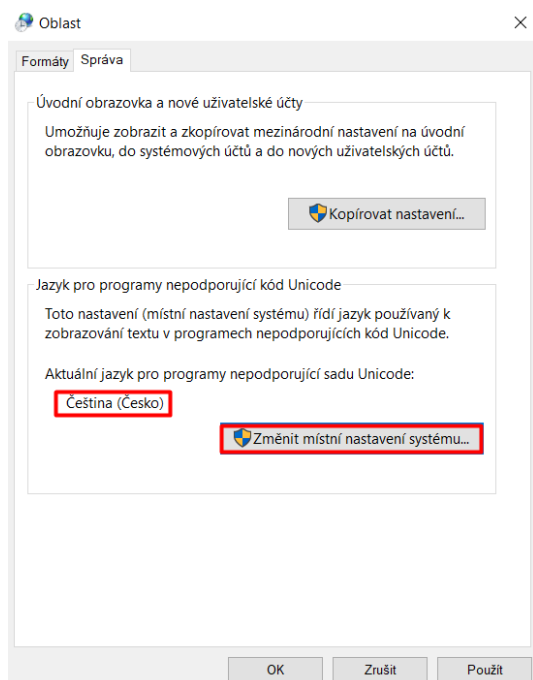 Oblast
Formáty
Správa
Úvodní obrazovka a nové uživatelské účty
Umožňuje zobrazit a zkopírovat mezinárodní nastavení na úvodní
obrazovku, do systémových účtů a do nových uživatelských účtů.
Kopírovat nastavení...
Jazyk pro programy nepodporující kód Unicode
Toto nastavení (místní nastavení systému) řídí jazyk používaný k
zobrazování textu v programech nepodporujících kód Unicode.
Aktuální jazyk pro programy nepodporující sadu Unicode:
Čeština (Česko)
Změnit místní nastavení systému...
OK
Zrušit
Použít